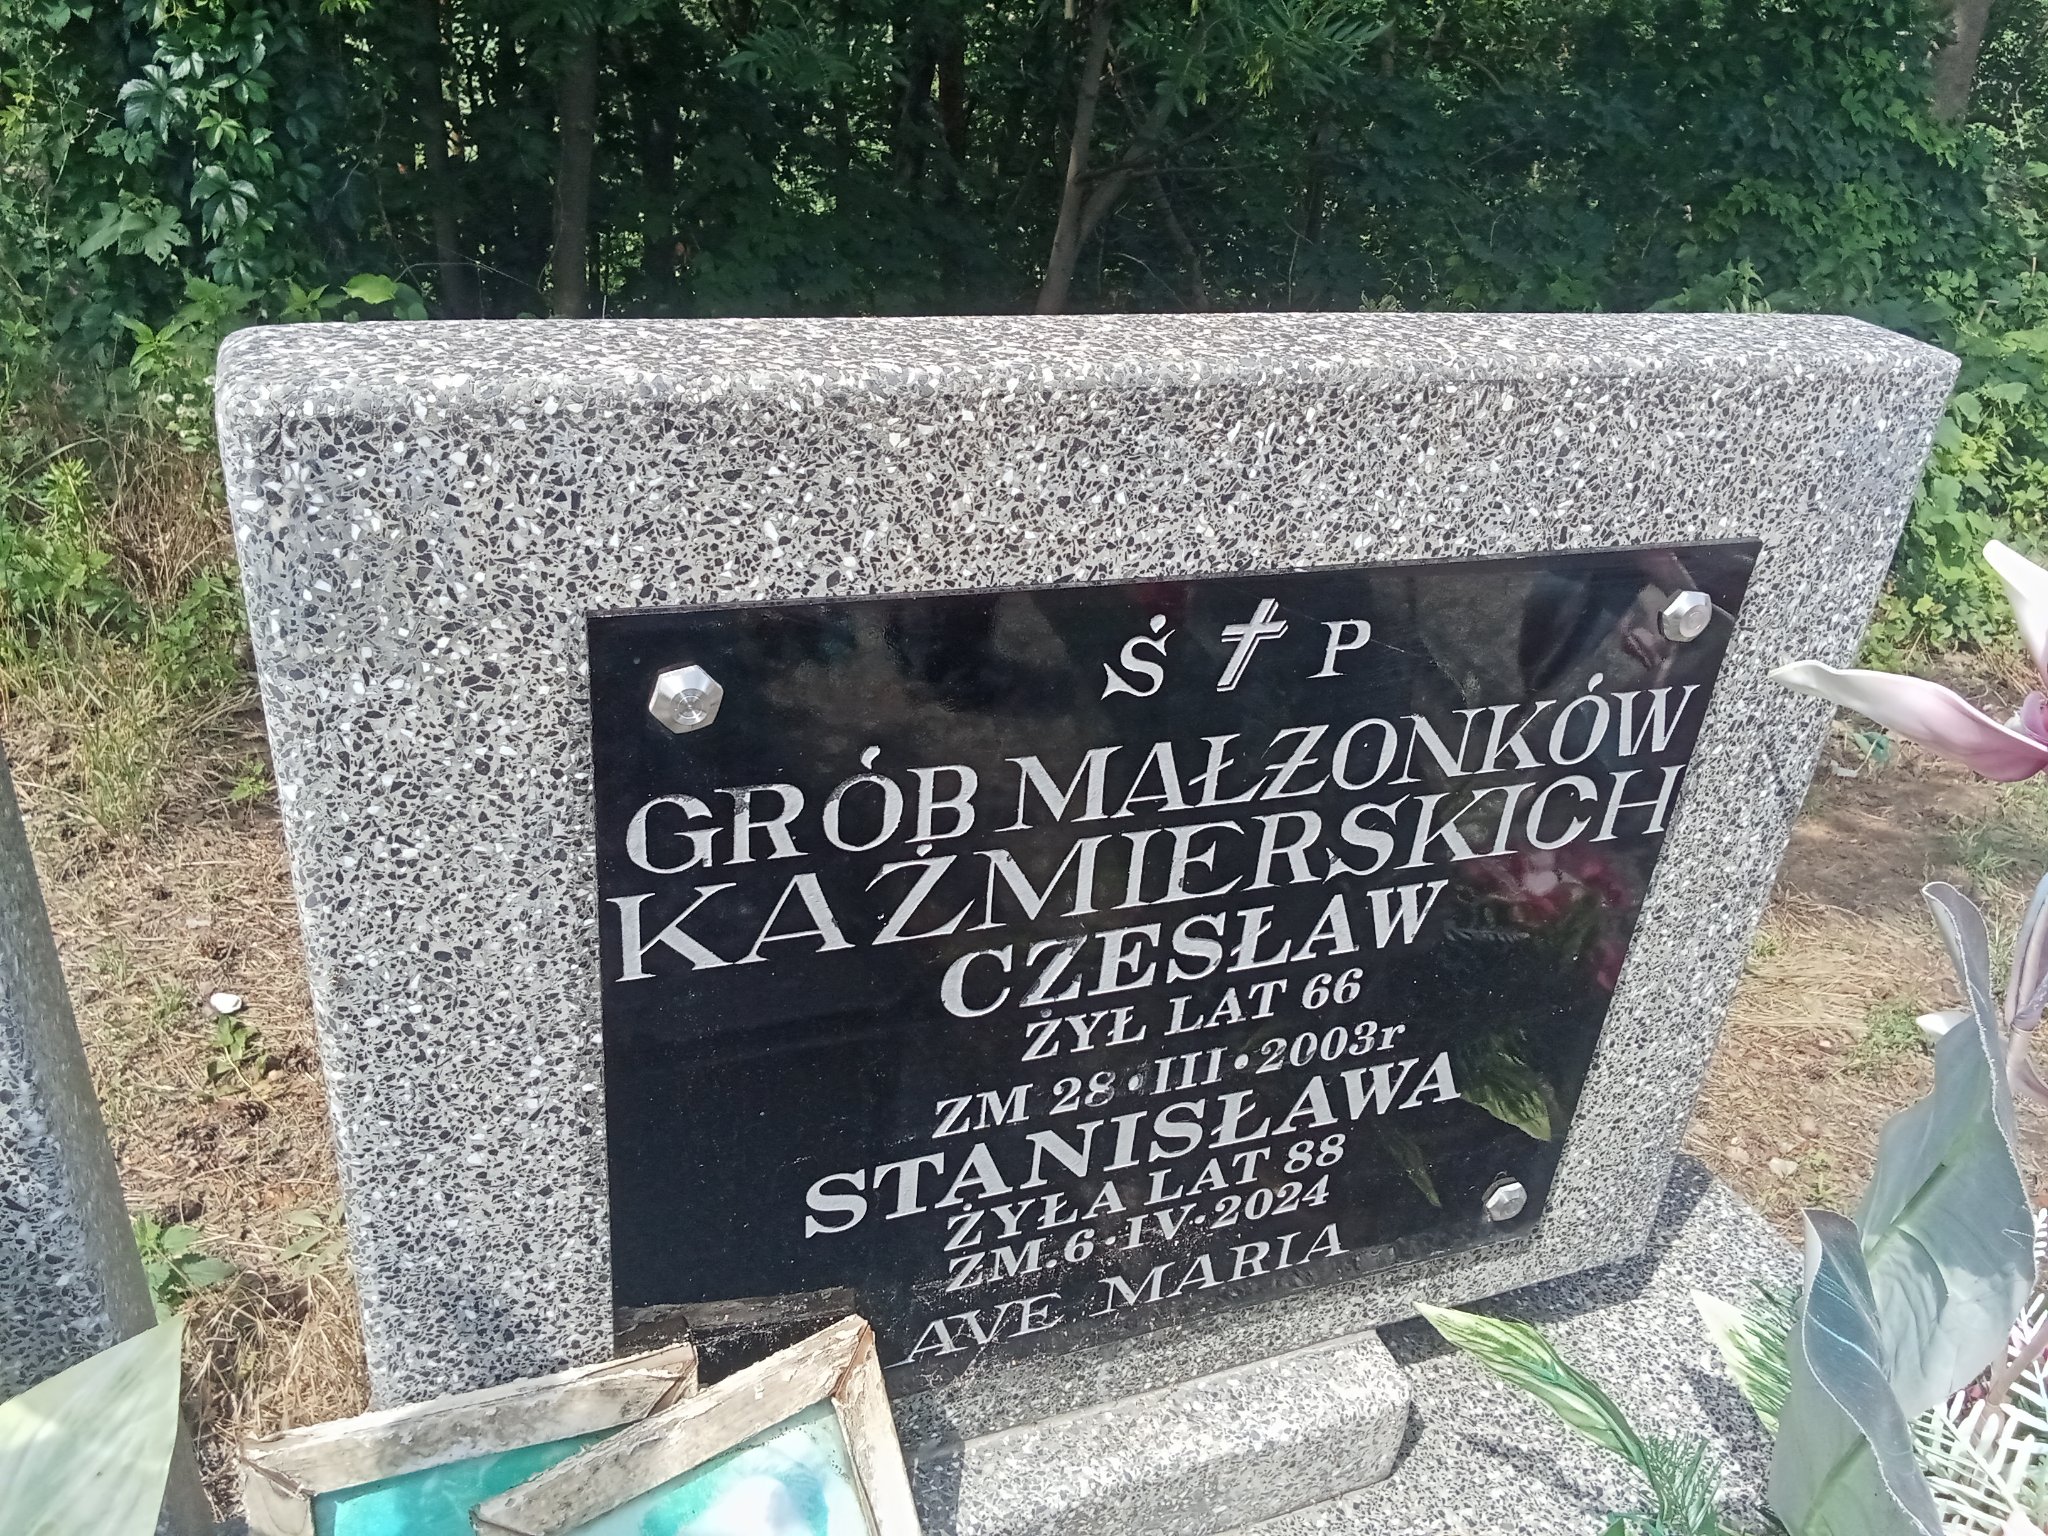 Ś † P
GRÓB MAŁŻONKÓW
KAŹMIERSKICH
CZESŁAW
ŻYŁ LAT 66
ZM 28·III·2003r
STANISŁAWA
ŻYŁA LAT 88
ZM.6·IV·2024
AVE MARIA